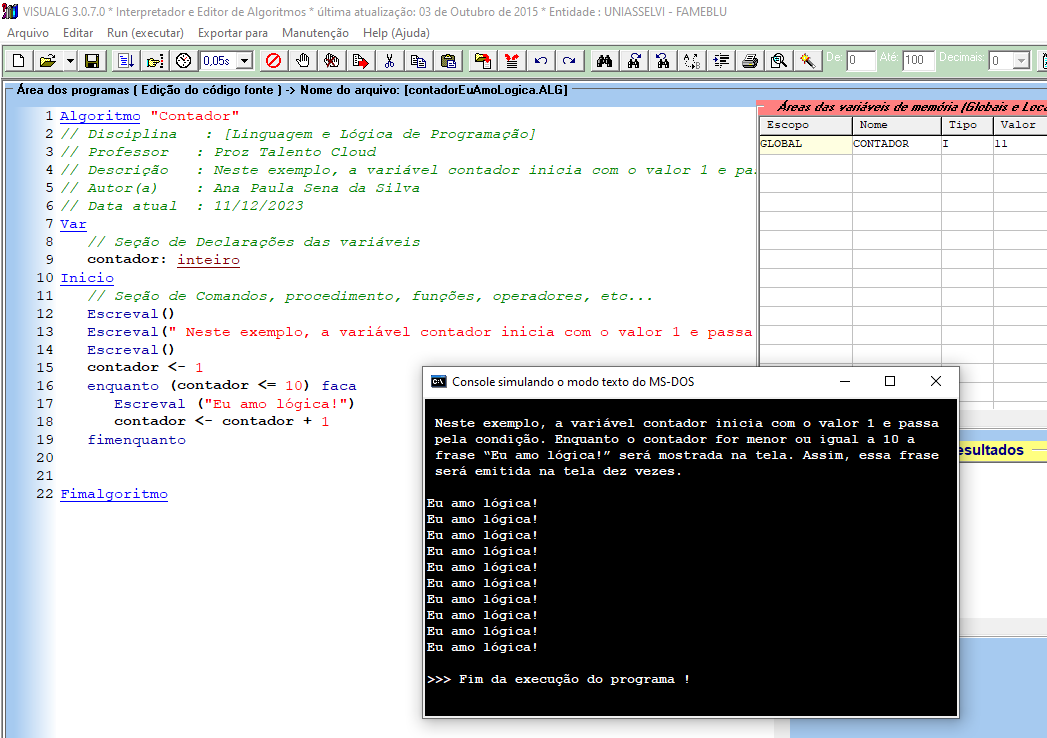 VISUALG 3.0.7.0 * Interpretador e Editor de Algoritmos * última atualização: 03 de Outubro de 2015 * Entidade : UNIASSELVI - FAMEBLU
Arquivo Editar Run (executar) Exportar para Manutenção Help (Ajuda)
0,05s De: 0 Até: 100 Decimais: 0
Área dos programas ( Edição do código fonte ) -> Nome do arquivo: [contadorEuAmoLogica.ALG]
1 Algoritmo "Contador"
2 // Disciplina : [Linguagem e Lógica de Programação]
3 // Professor : Proz Talento Cloud
4 // Descrição : Neste exemplo, a variável contador inicia com o valor 1 e pa
5 // Autor(a) : Ana Paula Sena da Silva
6 // Data atual : 11/12/2023
7 Var
8 // Seção de Declarações das variáveis
9 contador: inteiro
10 Inicio
11 // Seção de Comandos, procedimento, funções, operadores, etc...
12 Escreval()
13 Escreval(" Neste exemplo, a variável contador inicia com o valor 1 e passa
14 Escreval()
15 contador <- 1
16 enquanto (contador <= 10) faca
17 Escreval ("Eu amo lógica!")
18 contador <- contador + 1
19 fimenquanto
20
21
22 Fimalgoritmo
Áreas das variáveis de memória (Globais e Loca
Escopo Nome Tipo Valor
GLOBAL CONTADOR I 11
esultados
Console simulando o modo texto do MS-DOS
Neste exemplo, a variável contador inicia com o valor 1 e passa
pela condição. Enquanto o contador for menor ou igual a 10 a
frase “Eu amo lógica!” será mostrada na tela. Assim, essa frase
será emitida na tela dez vezes.
Eu amo lógica!
Eu amo lógica!
Eu amo lógica!
Eu amo lógica!
Eu amo lógica!
Eu amo lógica!
Eu amo lógica!
Eu amo lógica!
Eu amo lógica!
Eu amo lógica!
>>> Fim da execução do programa !